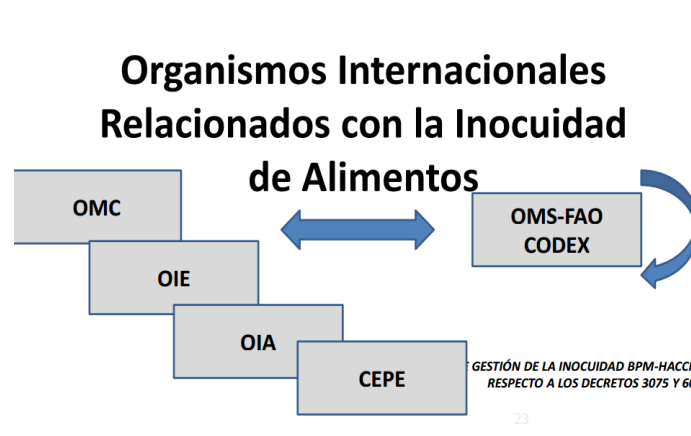 Organismos Internacionales
Relacionados con la Inocuidad
de Alimentos
OMC
OMS-FAO
CODEX
OIE
OIA
CEPE
GESTIÓN DE LA INOCUIDAD BPM-HACC
RESPECTO A LOS DECRETOS 3075 Y
23